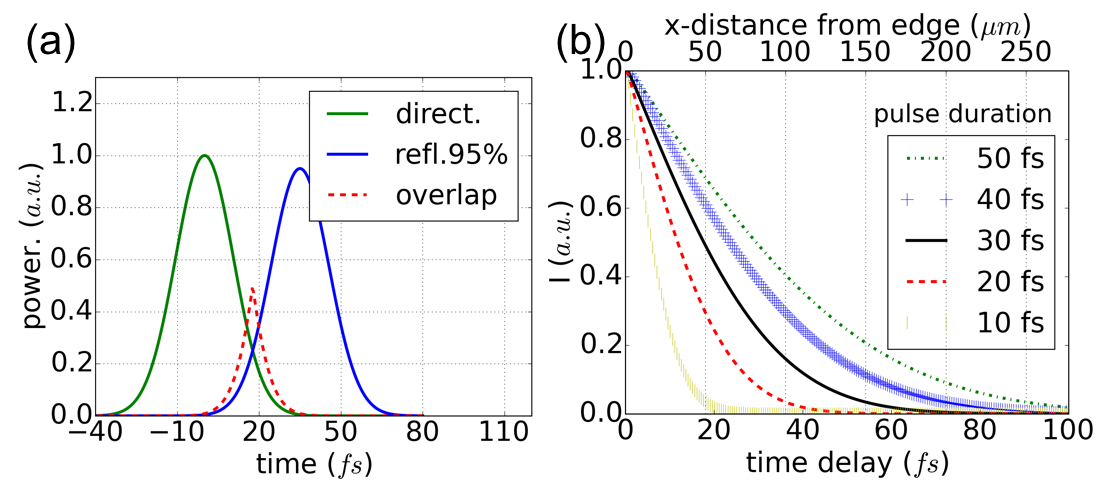 (a)
power. (a.u.)
1.2
1.0
0.8
0.6
0.4
0.2
0.0
−40 −10 20 50 80 110
time (fs)
direct.
refl.95%
overlap
(b)
x-distance from edge (μm)
0 50 100 150 200 250
I (a.u.)
1.0
0.8
0.6
0.4
0.2
0.0
0 20 40 60 80 100
time delay (fs)
pulse duration
50 fs
40 fs
30 fs
20 fs
10 fs